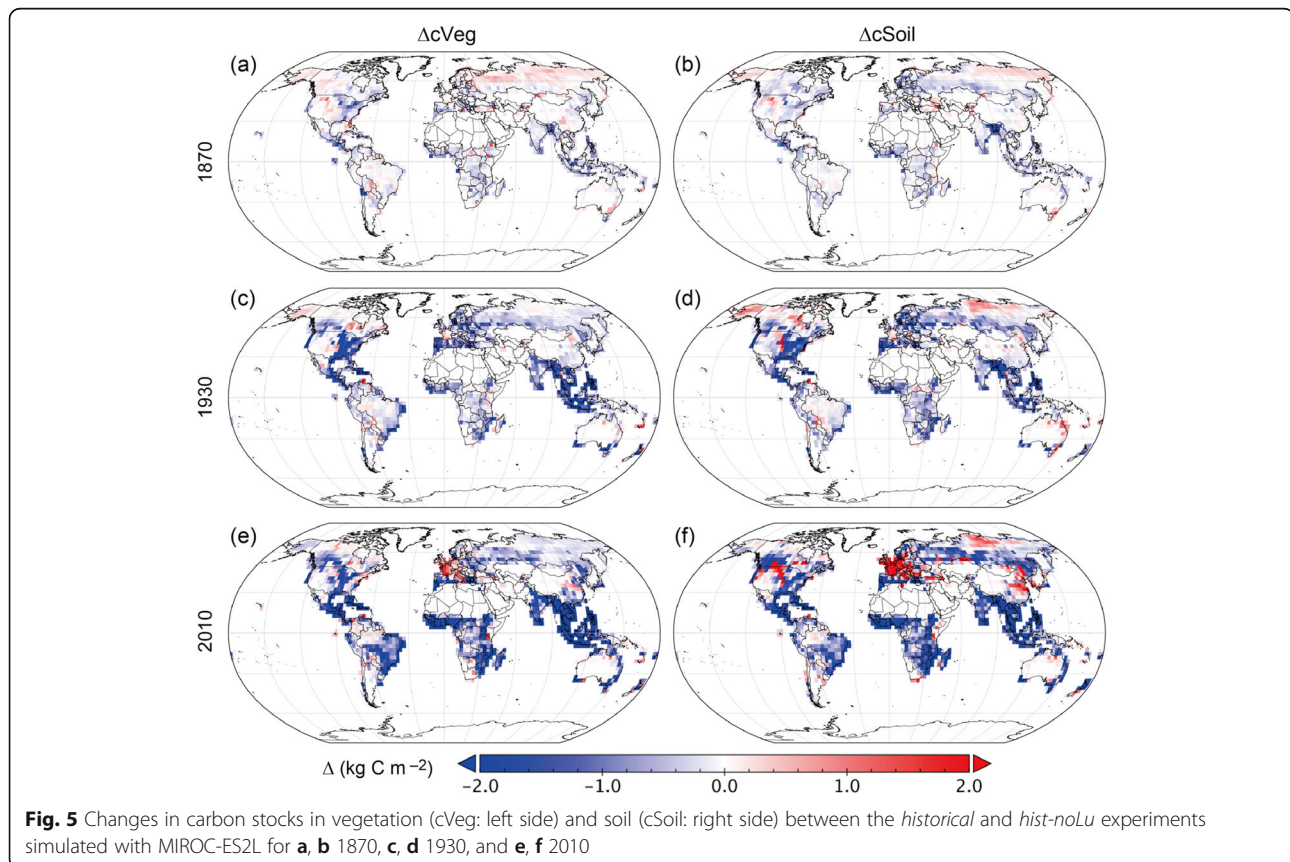 ΔcVeg
ΔcSoil
(a)
(b)
1870
(c)
(d)
1930
(e)
(f)
2010
Δ (kg C m⁻²)
-2.0
-1.0
0.0
1.0
2.0
Fig. 5 Changes in carbon stocks in vegetation (cVeg: left side) and soil (cSoil: right side) between the historical and hist-noLu experiments
simulated with MIROC-ES2L for a, b 1870, c, d 1930, and e, f 2010